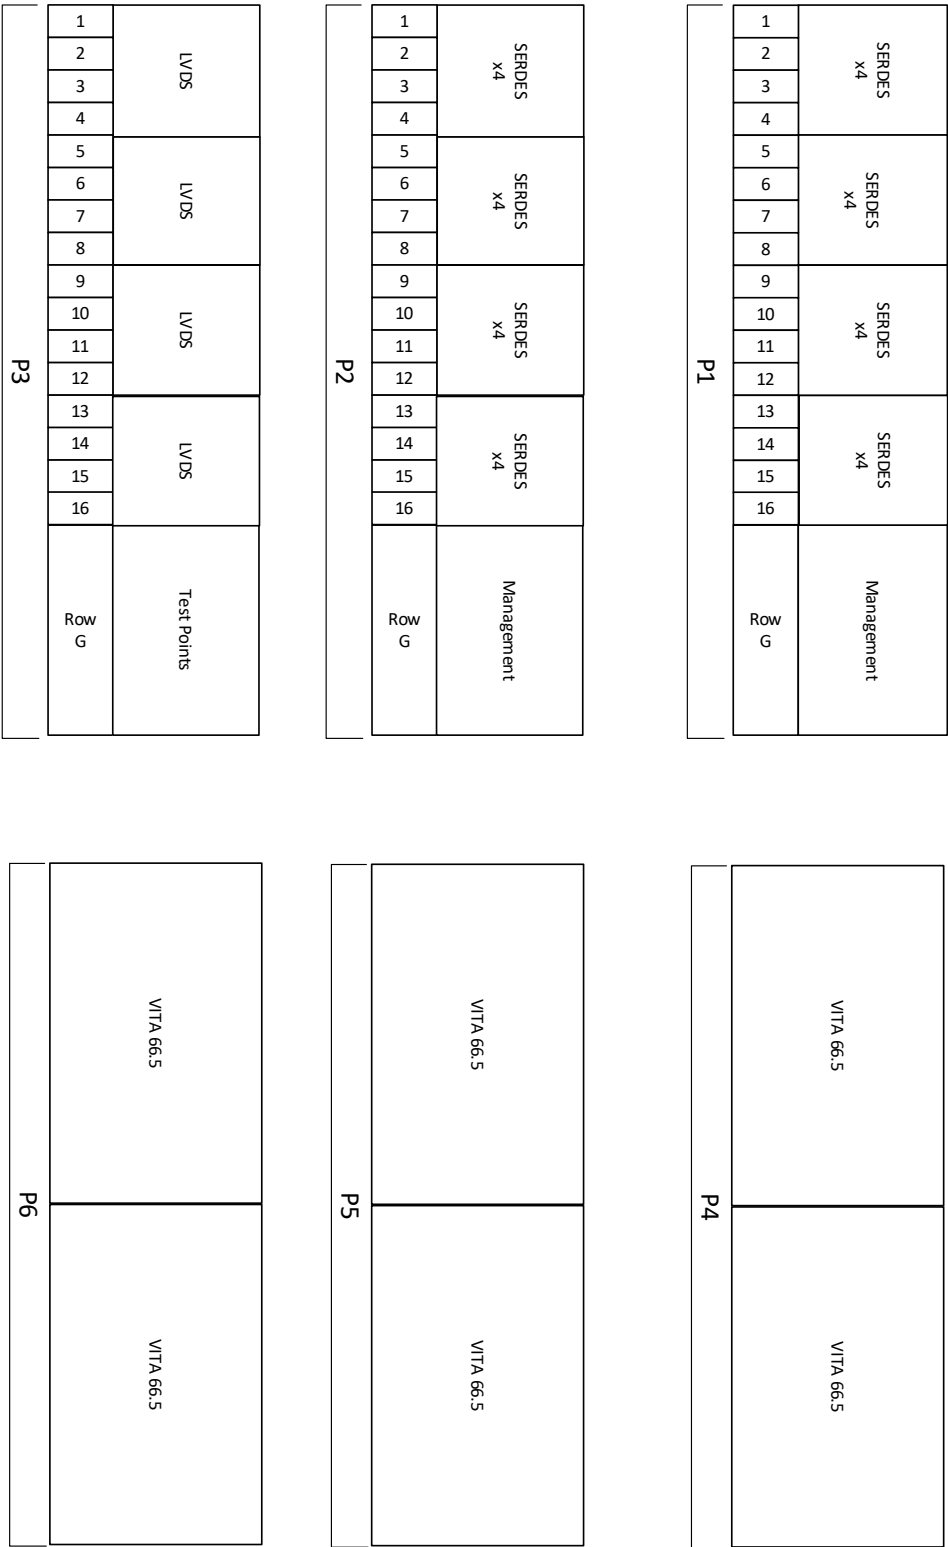 1
2
3
4
5
6
7
8
9
10
11
12
13
14
15
16
Row
G
LVDS
LVDS
LVDS
LVDS
Test Points
P3
1
2
3
4
5
6
7
8
9
10
11
12
13
14
15
16
Row
G
SERDES
x4
SERDES
x4
SERDES
x4
SERDES
x4
Management
P2
1
2
3
4
5
6
7
8
9
10
11
12
13
14
15
16
Row
G
SERDES
x4
SERDES
x4
SERDES
x4
SERDES
x4
Management
P1
VITA 66.5
VITA 66.5
P6
VITA 66.5
VITA 66.5
P5
VITA 66.5
VITA 66.5
P4